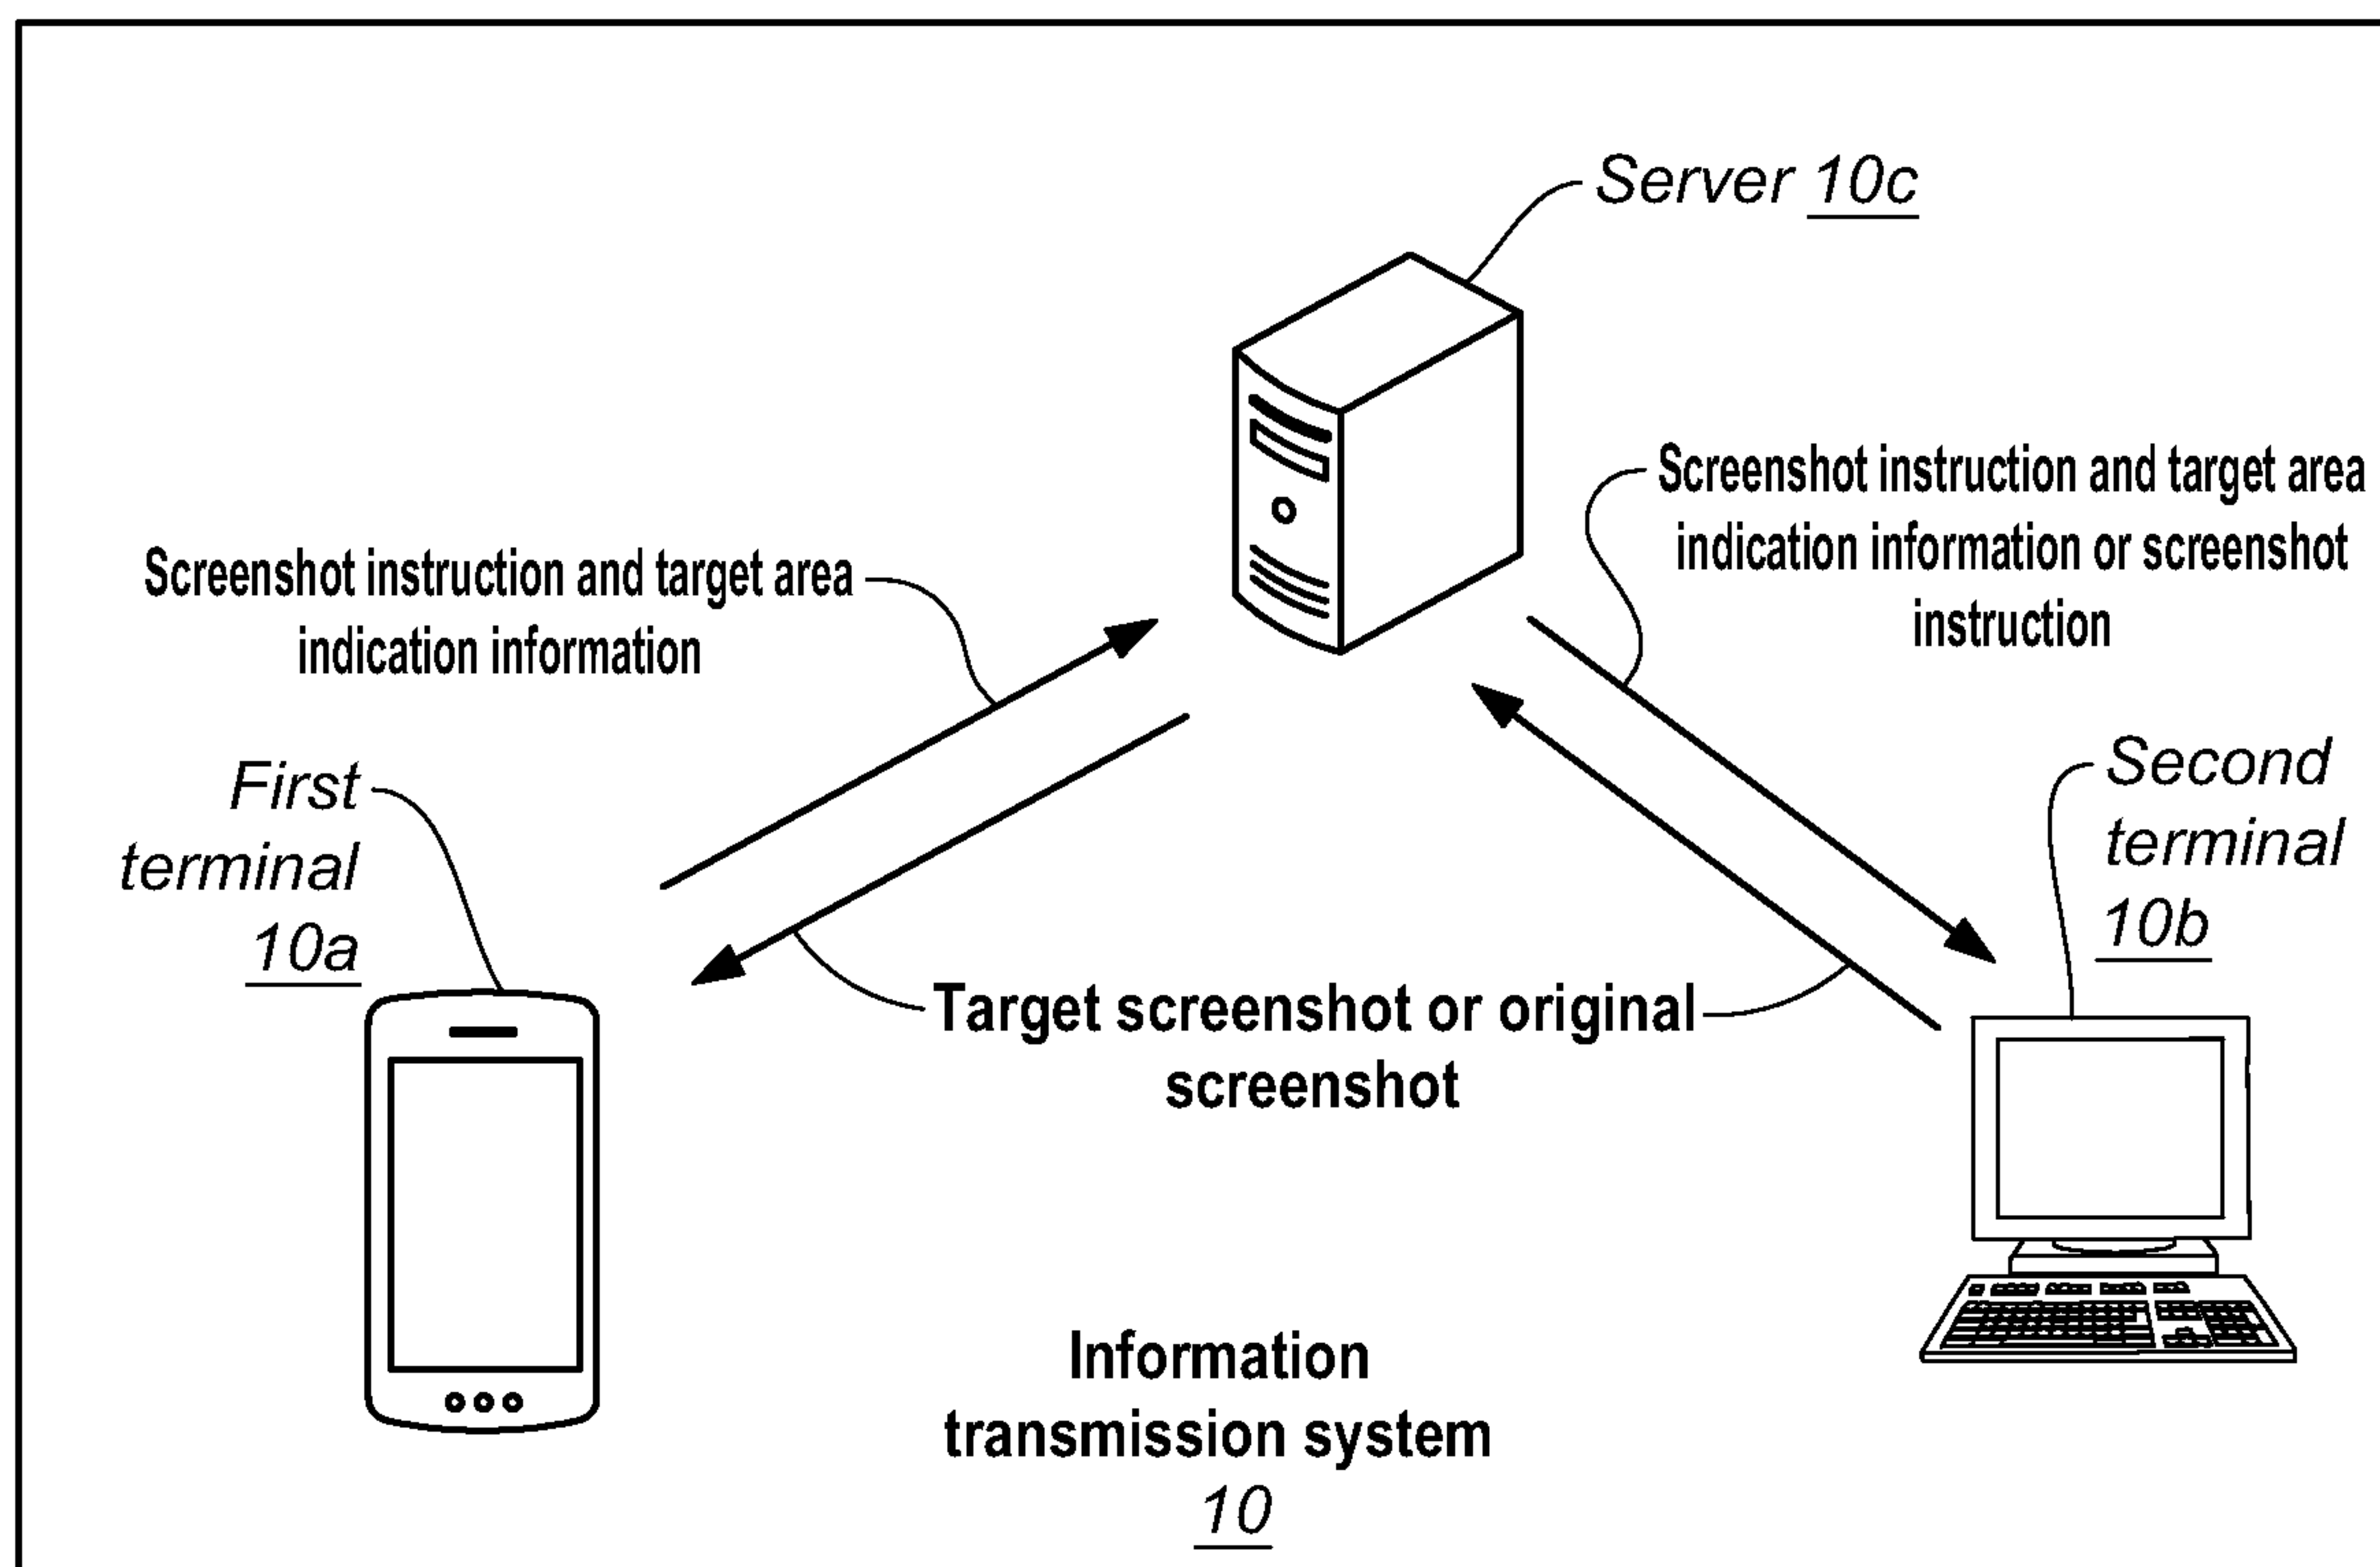 Server 10c
Screenshot instruction and target area
indication information or screenshot
instruction
Screenshot instruction and target area
indication information
First
terminal
10a
Second
terminal
10b
Target screenshot or original
screenshot
Information
transmission system
10